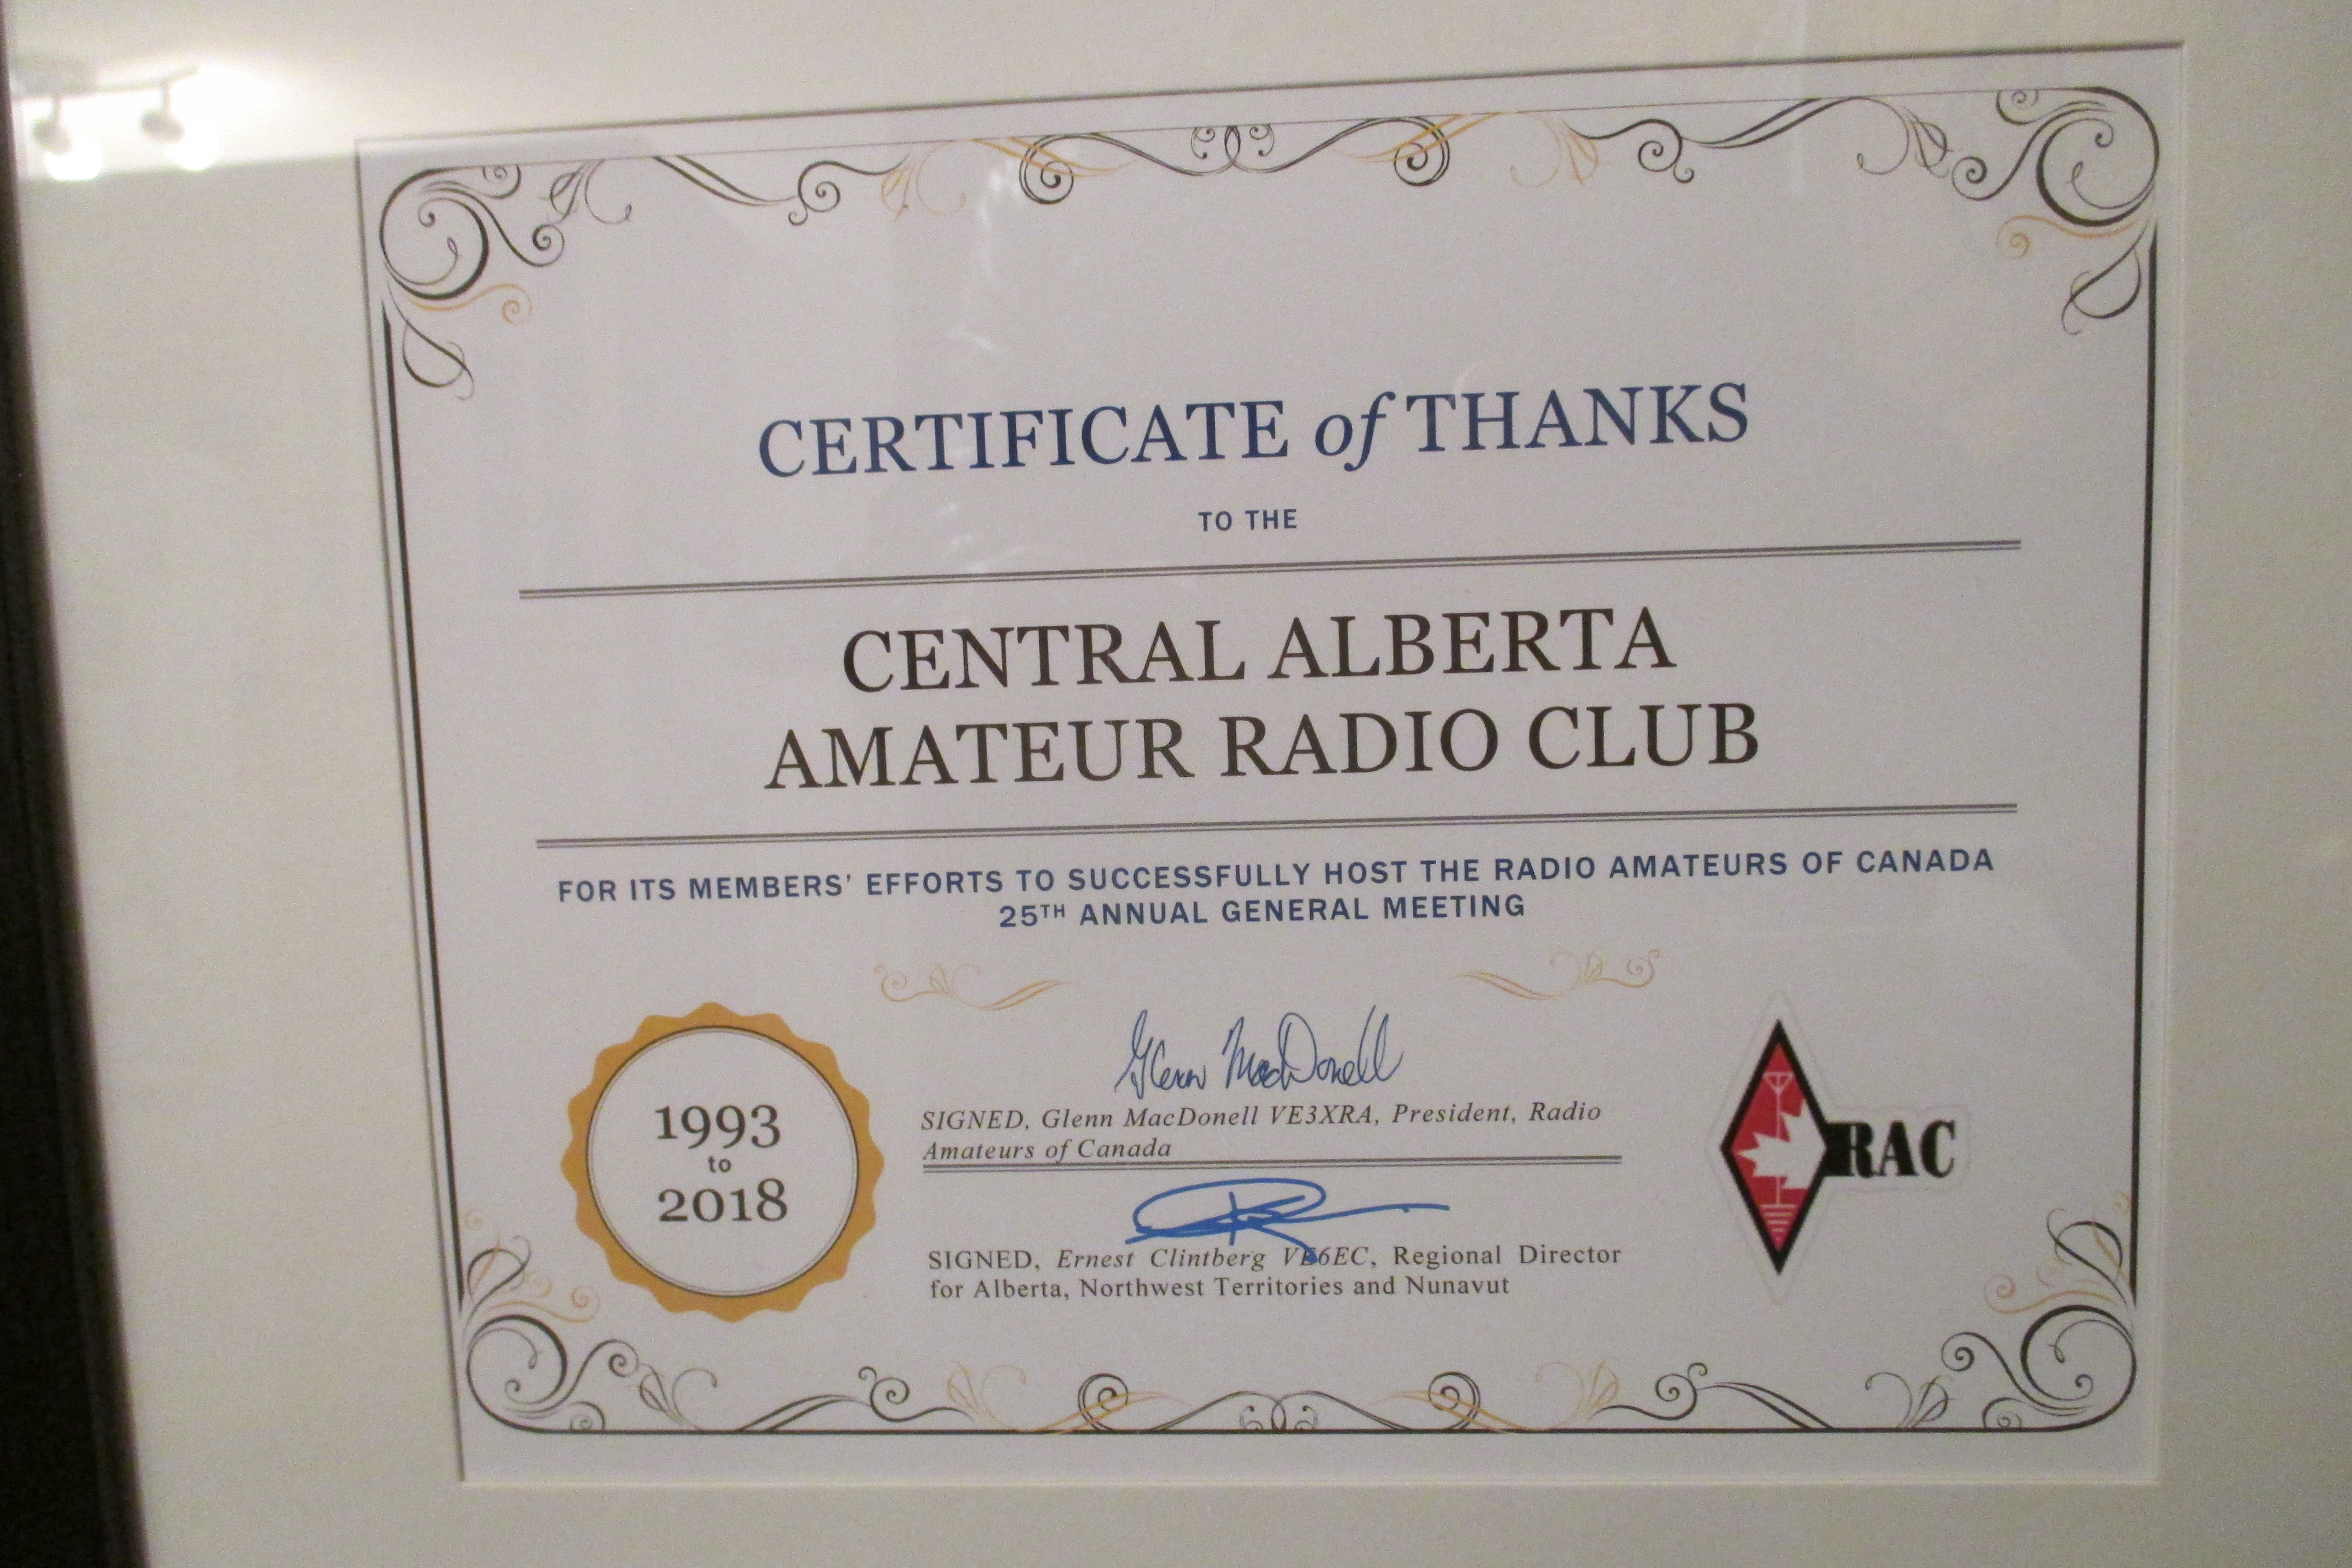 CERTIFICATE of THANKS
TO THE
CENTRAL ALBERTA
AMATEUR RADIO CLUB
FOR ITS MEMBERS' EFFORTS TO SUCCESSFULLY HOST THE RADIO AMATEURS OF CANADA
25TH ANNUAL GENERAL MEETING
1993
to
2018
Glenn MacDonell
SIGNED, Glenn MacDonell VE3XRA, President, Radio
Amateurs of Canada
SIGNED, Ernest Clintberg VE6EC, Regional Director
for Alberta, Northwest Territories and Nunavut
RAC